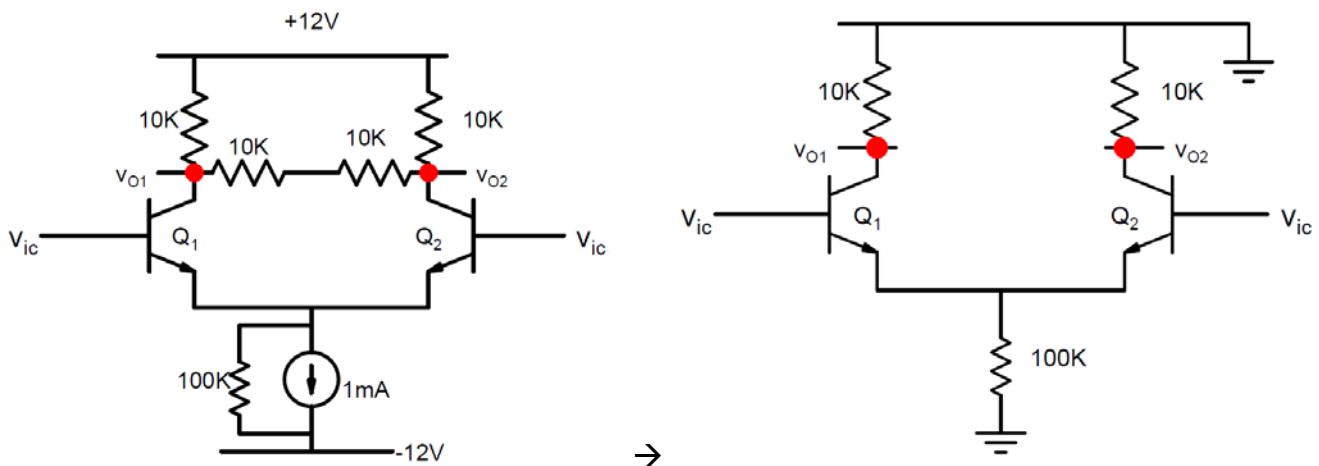 +12V
10K 10K 10K 10K
10K 10K
vO1 vO2 vO1 vO2
Vic Q1 Q2 Vic Vic Q1 Q2 Vic
100K 1mA 100K
-12V →